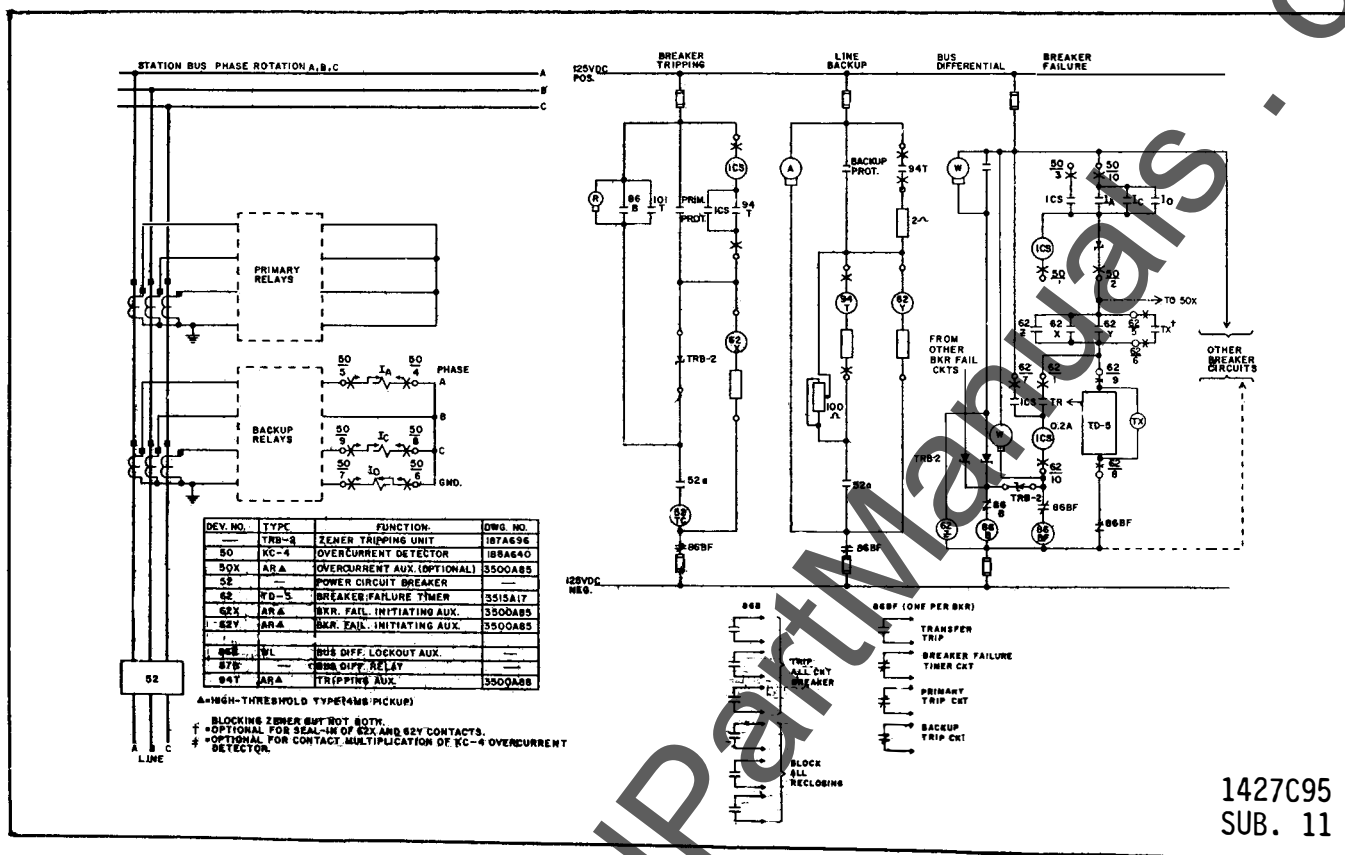 STATION BUS PHASE ROTATION A,B,C
A
B
C
PRIMARY
RELAYS
BACKUP
RELAYS
50
5
IA
50
4
PHASE
A
B
50
9
IC
50
8
C
50
7
IO
50
6
GND.
DEV. NO. TYPE FUNCTION DWG. NO.
— TRB-2 ZENER TRIPPING UNIT 187A696
50 KC-4 OVERCURRENT DETECTOR 188A640
50X AR▲ OVERCURRENT AUX.(OPTIONAL) 3500A85
52 — POWER CIRCUIT BREAKER —
62 TD-5 BREAKER FAILURE TIMER 3515A17
62X AR▲ BKR. FAIL. INITIATING AUX. 3500A85
62Y AR▲ BKR. FAIL. INITIATING AUX. 3500A85
86B WL BUS DIFF. LOCKOUT AUX. —
87B — BUS DIFF. RELAY —
94T AR▲ TRIPPING AUX. 3500A88
52
▲=HIGH-THRESHOLD TYPE(4MS PICKUP)
BLOCKING ZENER BUT NOT BOTH.
† =OPTIONAL FOR SEAL-IN OF 62X AND 62Y CONTACTS.
‡ =OPTIONAL FOR CONTACT MULTIPLICATION OF KC-4 OVERCURRENT
DETECTOR.
A B C
LINE
125VDC
POS.
BREAKER
TRIPPING
LINE
BACKUP
BUS
DIFFERENTIAL
BREAKER
FAILURE
R
86
B
101
T
PRIM.
PROT.
ICS
ICS
94
T
62
X
TRB-2
52a
52
TC
86BF
A
BACKUP
PROT.
94T
2Ω
94
T
62
Y
100
Ω
52a
86BF
W
FROM
OTHER
BKR FAIL
CKTS
TRB-2
62
Z
86
B
86
B
W
50
3
50
10
ICS
IA
IC
IO
ICS
50
1
50
2
TO 50X
62
Z
62
X
62
Y
62
5
62
6
TX†
62
7
62
1
62
9
ICS
TR
TD-5
TX
0.2A
ICS
62
10
62
8
TRB-2
86BF
86
BF
86BF
OTHER
BREAKER
CIRCUITS
125VDC
NEG.
86B
TRIP
ALL CKT
BREAKER
BLOCK
ALL
RECLOSING
86BF (ONE PER BKR)
TRANSFER
TRIP
BREAKER FAILURE
TIMER CKT
PRIMARY
TRIP CKT
BACKUP
TRIP CKT
1427C95
SUB. 11